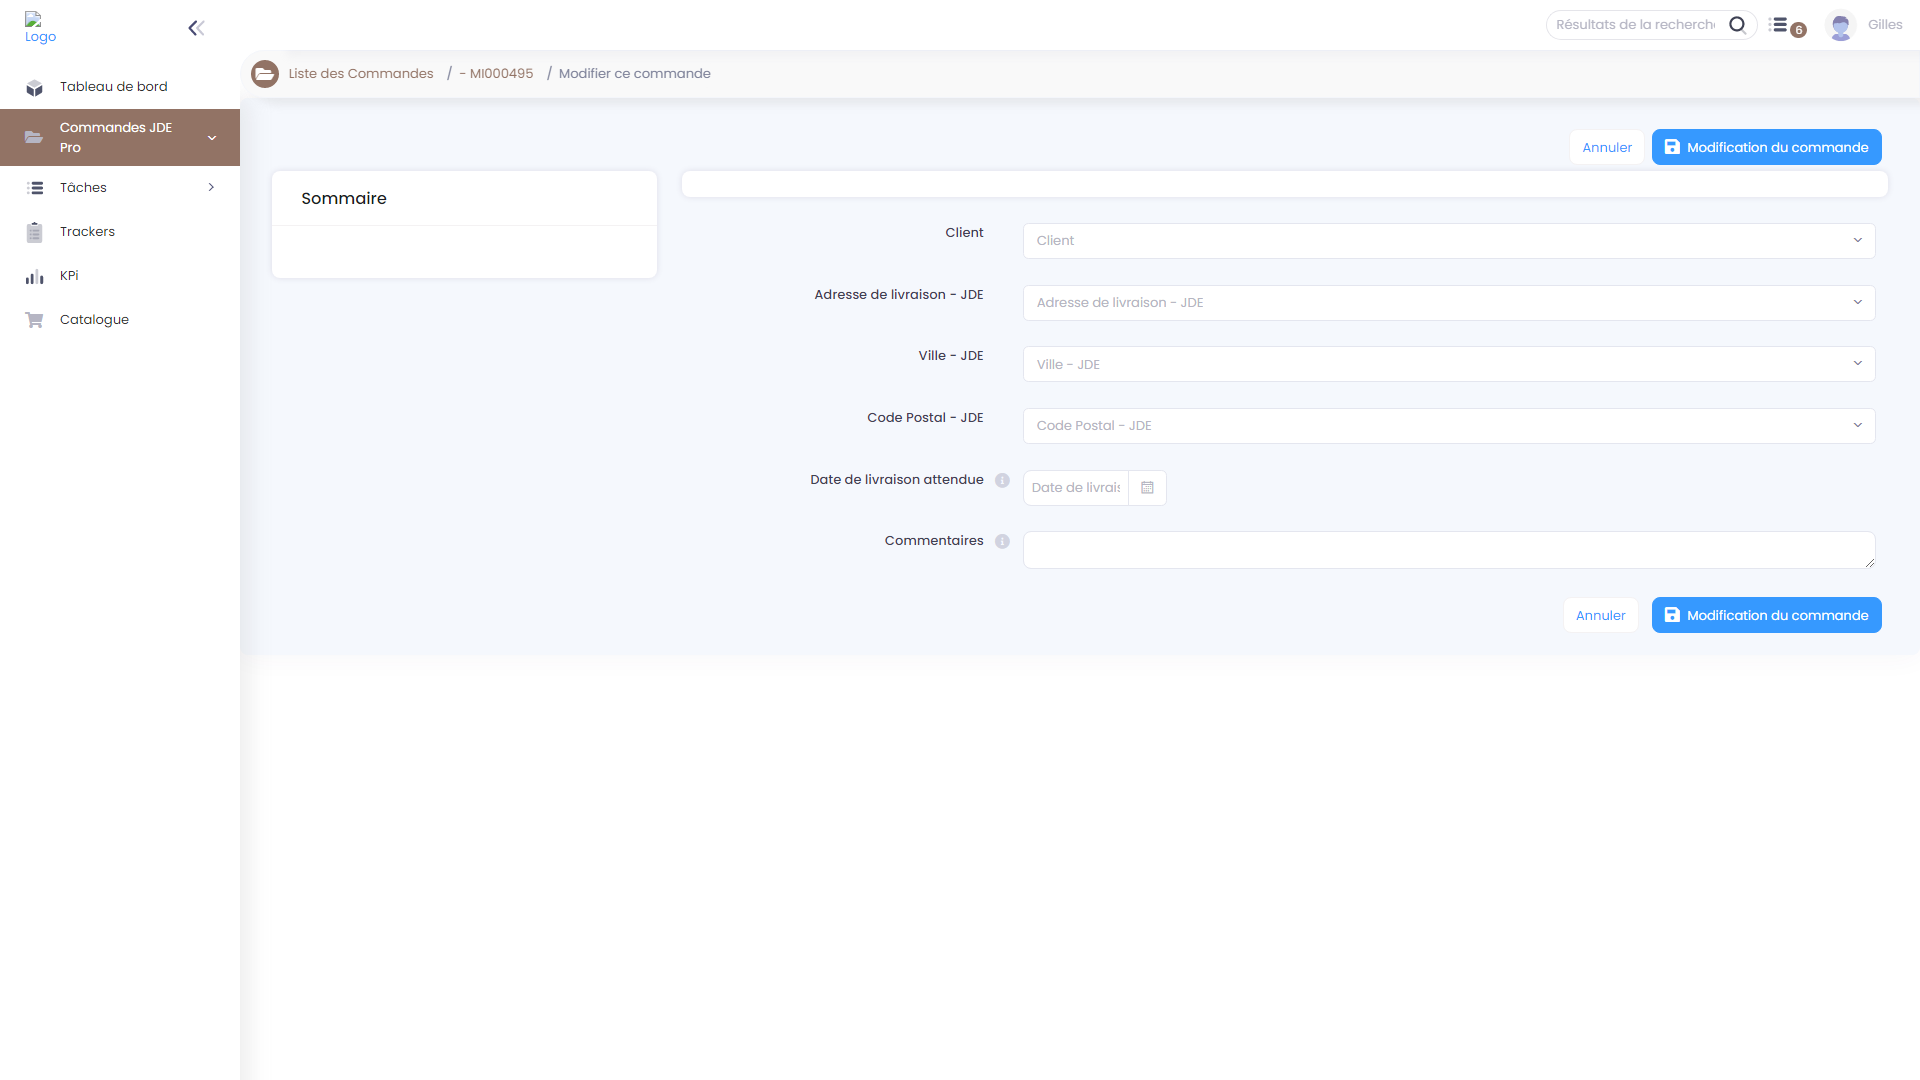 Logo
Résultats de la recherch
6
Gilles
Tableau de bord
Commandes JDE
Pro
Tâches
Trackers
KPi
Catalogue
Liste des Commandes / - MI000495 / Modifier ce commande
Annuler
Modification du commande
Sommaire
Client
Client
Adresse de livraison - JDE
Adresse de livraison - JDE
Ville - JDE
Ville - JDE
Code Postal - JDE
Code Postal - JDE
Date de livraison attendue
Date de livrais
Commentaires
Annuler
Modification du commande